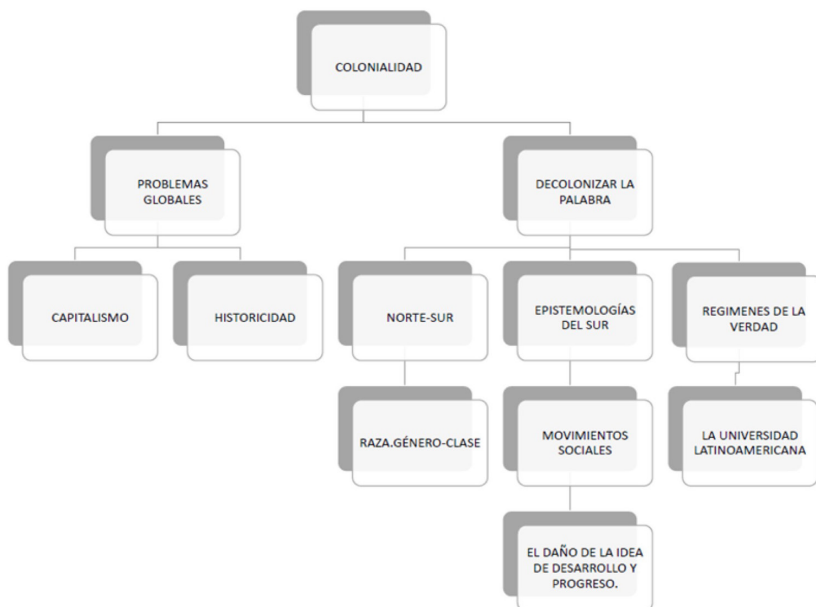 COLONIALIDAD
PROBLEMAS
GLOBALES
DECOLONIZAR LA
PALABRA
CAPITALISMO
HISTORICIDAD
NORTE-SUR
EPISTEMOLOGÍAS
DEL SUR
REGIMENES DE LA
VERDAD
RAZA.GÉNERO-CLASE
MOVIMIENTOS
SOCIALES
LA UNIVERSIDAD
LATINOAMERICANA
EL DAÑO DE LA IDEA
DE DESARROLLO Y
PROGRESO.